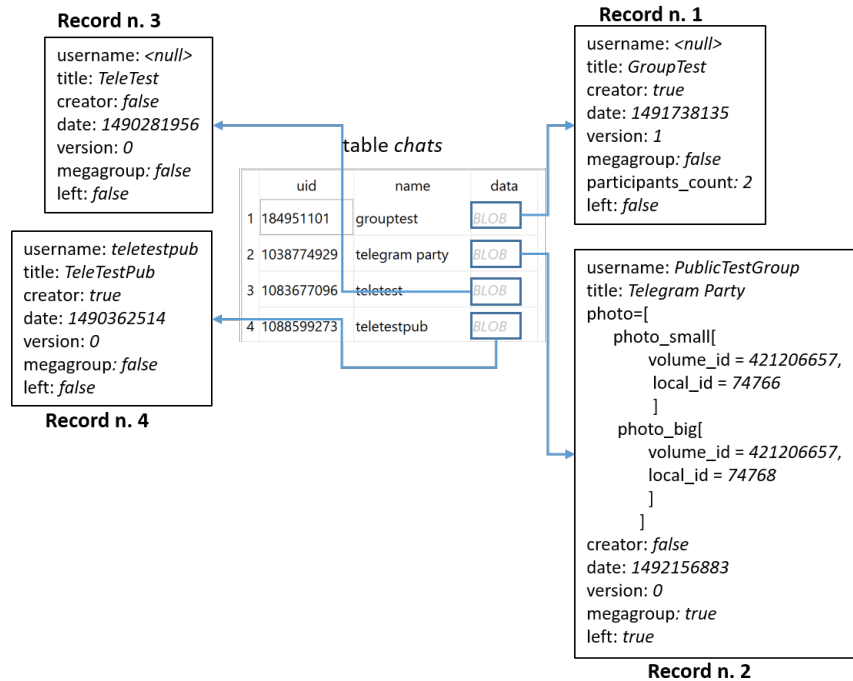 Record n. 3
username: <null>
title: TeleTest
creator: false
date: 1490281956
version: 0
megagroup: false
left: false
Record n. 1
username: <null>
title: GroupTest
creator: true
date: 1491738135
version: 1
megagroup: false
participants_count: 2
left: false
table chats
uid name data
1 184951101 grouptest BLOB
2 1038774929 telegram party BLOB
3 1083677096 teletest BLOB
4 1088599273 teletestpub BLOB
username: teletestpub
title: TeleTestPub
creator: true
date: 1490362514
version: 0
megagroup: false
left: false
Record n. 4
username: PublicTestGroup
title: Telegram Party
photo=[
photo_small[
volume_id = 421206657,
local_id = 74766
]
photo_big[
volume_id = 421206657,
local_id = 74768
]
]
creator: false
date: 1492156883
version: 0
megagroup: true
left: true
Record n. 2